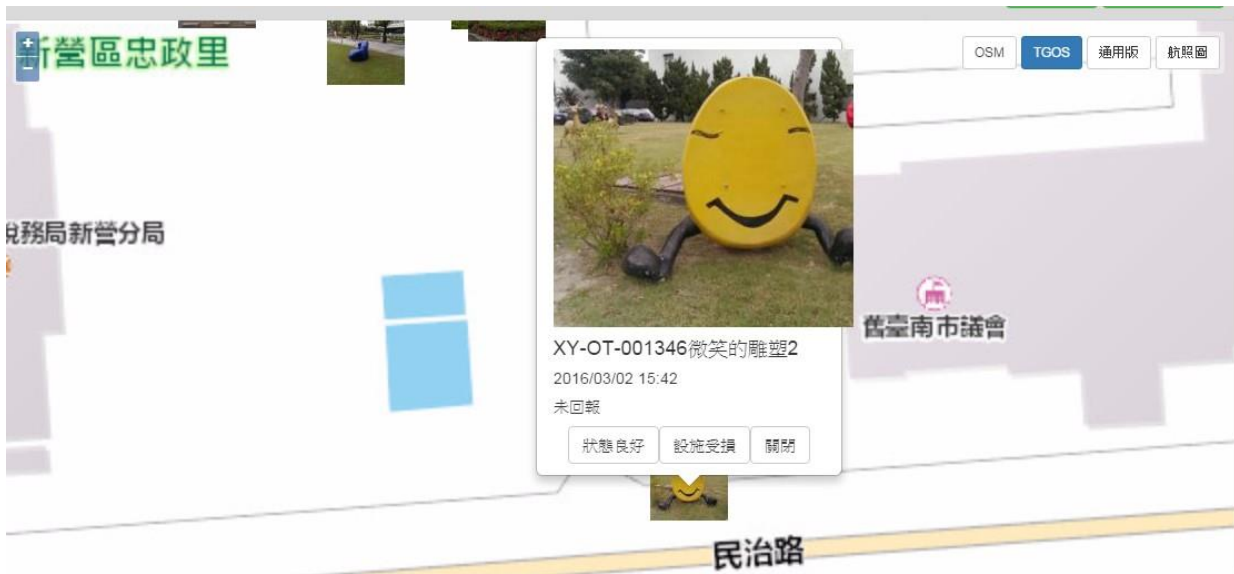 +
−
新營區忠政里
OSM
TGOS
通用版
航照圖
稅務局新營分局
舊臺南市議會
XY-OT-001346微笑的雕塑2
2016/03/02 15:42
未回報
狀態良好
設施受損
關閉
民治路